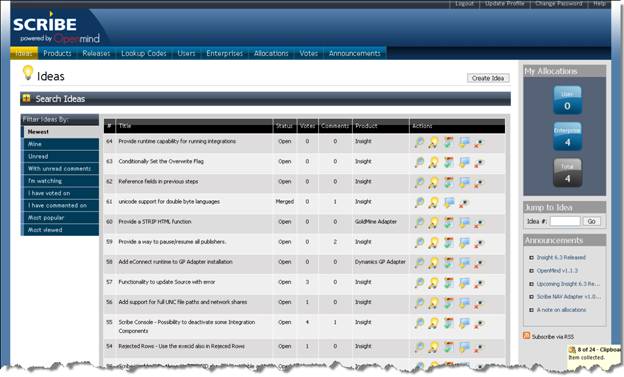 Logout Update Profile Change Password Help
SCRIBE
powered by Openmind
Ideas Products Releases Lookup Codes Users Enterprises Allocations Votes Announcements
Ideas
Create Idea
Search Ideas
Filter Ideas By:
Newest
Mine
Unread
With unread comments
I'm watching
I have voted on
I have commented on
Most popular
Most viewed
# Title Status Votes Comments Product Actions
64 Provide runtime capability for running integrations Open 0 0 Insight
63 Conditionally Set the Overwrite Flag Open 0 0 Insight
62 Reference fields in previous steps Open 0 0 Insight
61 unicode support for double byte languages Merged 0 1 Insight
60 Provide a STRIP HTML function Open 0 0 GoldMine Adapter
59 Provide a way to pause/resume all publishers. Open 0 2 Insight
58 Add eConnect runtime to GP Adapter installation Open 0 0 Dynamics GP Adapter
57 Functionality to update Source with error Open 3 0 Insight
56 Add support for full UNC file paths and network shares Open 1 0 Insight
55 Scribe Console - Possibility to deactivate some Integration Components Open 4 1 Insight
54 Rejected Rows - Use the execid also in Rejected Rows Open 1 0 Insight
My Allocations
User
0
Enterprise
4
Total
4
Jump to Idea
Idea #: Go
Announcements
Insight 6.3 Released
OpenMind v1.1.3
Upcoming Insight 6.3 Re...
Scribe NAV Adapter v1.0...
A note on allocations
Subscribe via RSS
8 of 24 - Clipboa
Item collected.